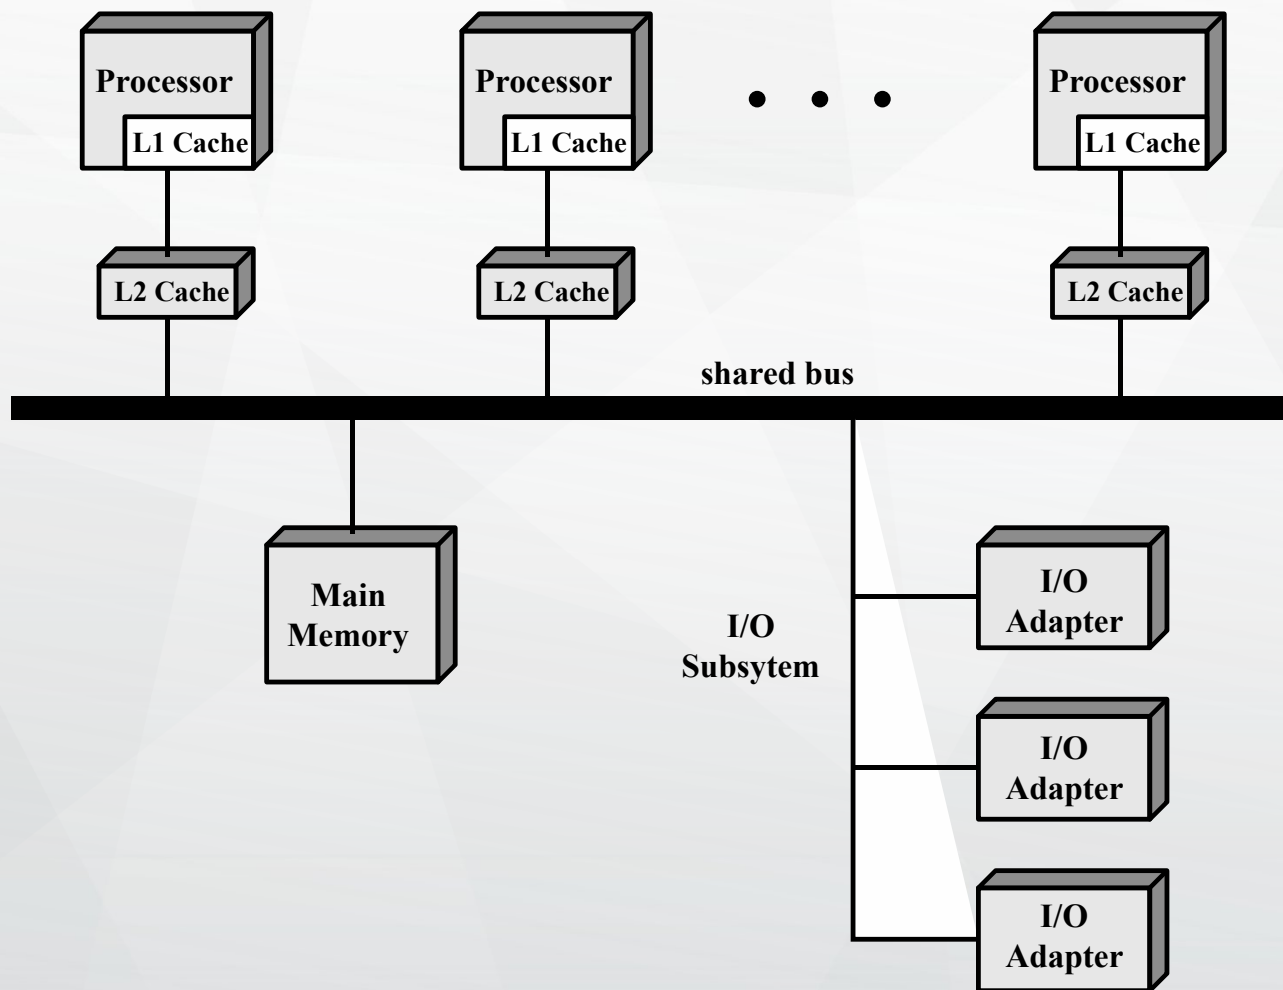 Processor
L1 Cache
Processor
L1 Cache
Processor
L1 Cache
L2 Cache
L2 Cache
L2 Cache
shared bus
Main
Memory
I/O
Subsytem
I/O
Adapter
I/O
Adapter
I/O
Adapter